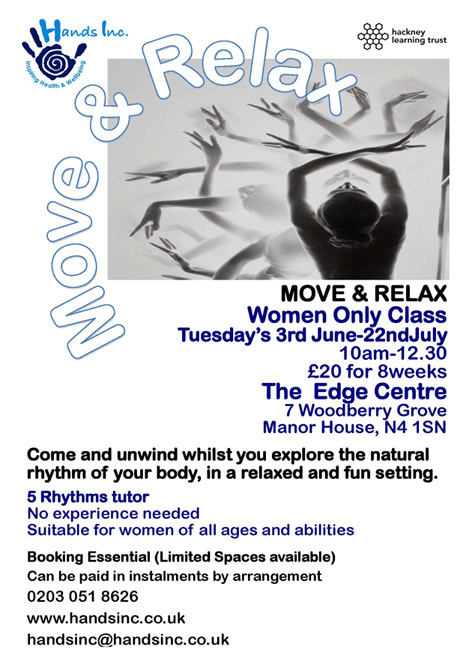 Hands Inc.
Inspiring Health & Wellbeing
hackney
learning trust
Move & Relax
MOVE & RELAX
Women Only Class
Tuesday's 3rd June-22ndJuly
10am-12.30
£20 for 8weeks
The Edge Centre
7 Woodberry Grove
Manor House, N4 1SN
Come and unwind whilst you explore the natural
rhythm of your body, in a relaxed and fun setting.
5 Rhythms tutor
No experience needed
Suitable for women of all ages and abilities
Booking Essential (Limited Spaces available)
Can be paid in instalments by arrangement
0203 051 8626
www.handsinc.co.uk
handsinc@handsinc.co.uk